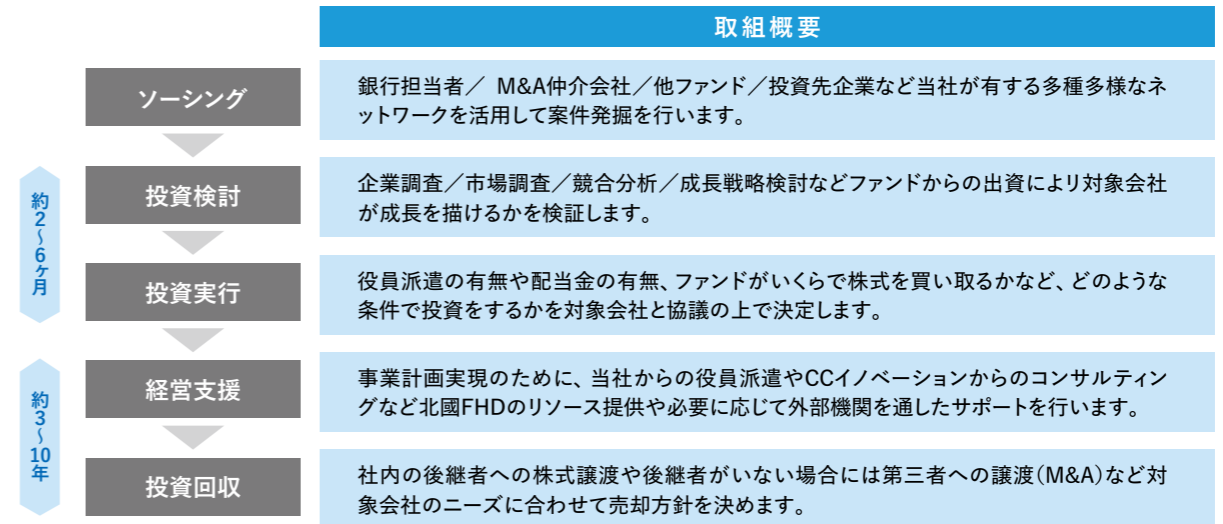 取組概要
ソーシング
銀行担当者／ M&A仲介会社／他ファンド／投資先企業など当社が有する多種多様なネ
ットワークを活用して案件発掘を行います。
約2〜6ヶ月
投資検討
企業調査／市場調査／競合分析／成長戦略検討などファンドからの出資により対象会社
が成長を描けるかを検証します。
投資実行
役員派遣の有無や配当金の有無、ファンドがいくらで株式を買い取るかなど、どのような
条件で投資をするかを対象会社と協議の上で決定します。
約3〜10年
経営支援
事業計画実現のために、当社からの役員派遣やCCイノベーションからのコンサルティン
グなど北國FHDのリソース提供や必要に応じて外部機関を通したサポートを行います。
投資回収
社内の後継者への株式譲渡や後継者がいない場合には第三者への譲渡（M&A）など対
象会社のニーズに合わせて売却方針を決めます。